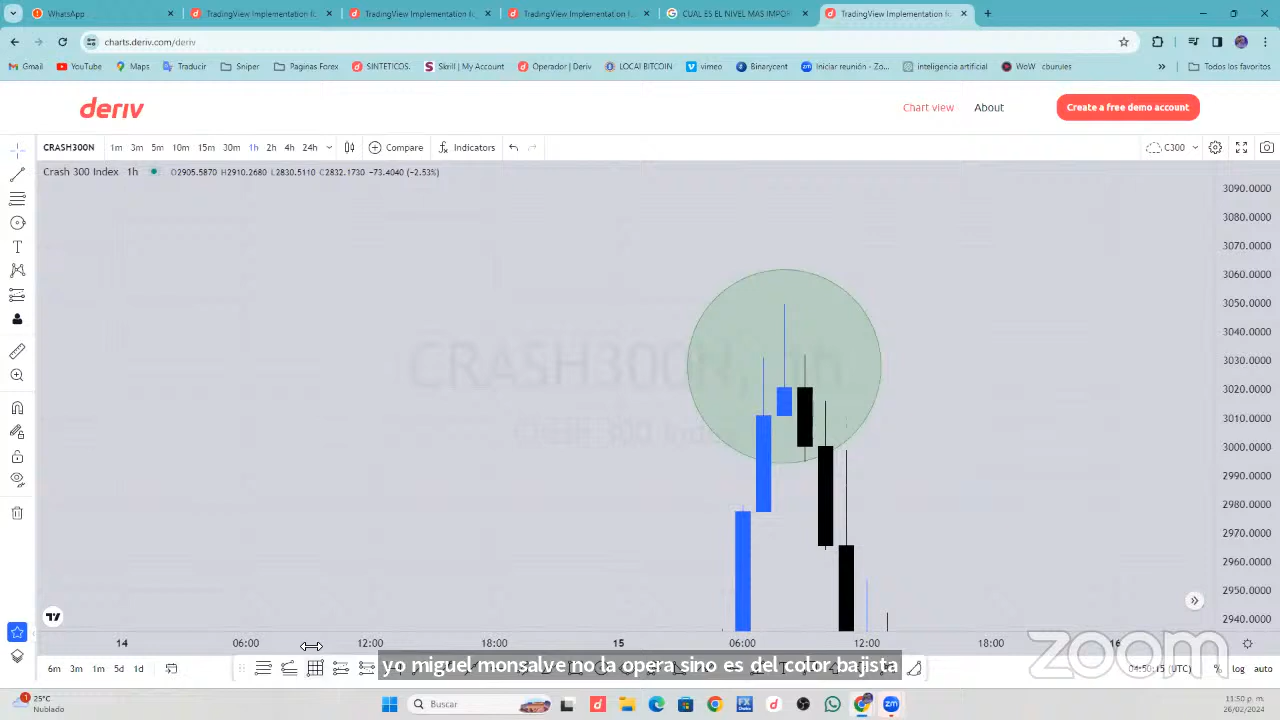 WhatsApp
TradingView Implementation fo
TradingView Implementation fo
TradingView Implementation fo
CUAL ES EL NIVEL MAS IMPOR
TradingView Implementation fo
charts.deriv.com/deriv
Gmail
YouTube
Maps
Traducir
Sniper
Paginas Forex
SINTETICOS.
Skrill | My Account
Operador | Deriv
LOCAl BITCOIN
vimeo
Binarycent
Iniciar reunión - Zo...
inteligencia artificial
WoW ...cburules
Todos los favoritos
deriv
Chart view
About
Create a free demo account
CRASH300N
1m 3m 5m 10m 15m 30m 1h 2h 4h 24h
Compare
Indicators
C300
Crash 300 Index 1h
O2905.5870 H2910.2680 L2830.5110 C2832.1730 -73.4040 (-2.53%)
3090.0000
3080.0000
3070.0000
3060.0000
3050.0000
3040.0000
3030.0000
3020.0000
3010.0000
3000.0000
2990.0000
2980.0000
2970.0000
2960.0000
2950.0000
2940.0000
14 06:00 12:00 18:00 15 06:00 12:00 18:00 16
yo miguel monsalve no la opera sino es del color bajista
6m 3m 1m 5d 1d
% log auto
zoom
25°C
Nublado
Buscar
11:50 p. m.
26/02/2024